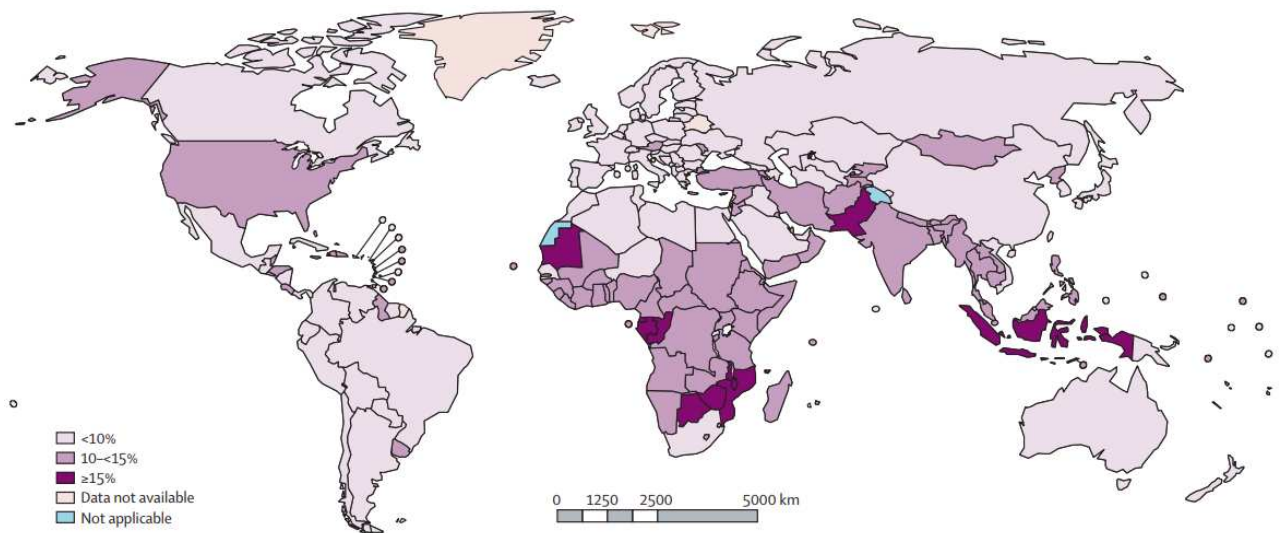 <10%
10–<15%
≥15%
Data not available
Not applicable
0 1250 2500 5000 km